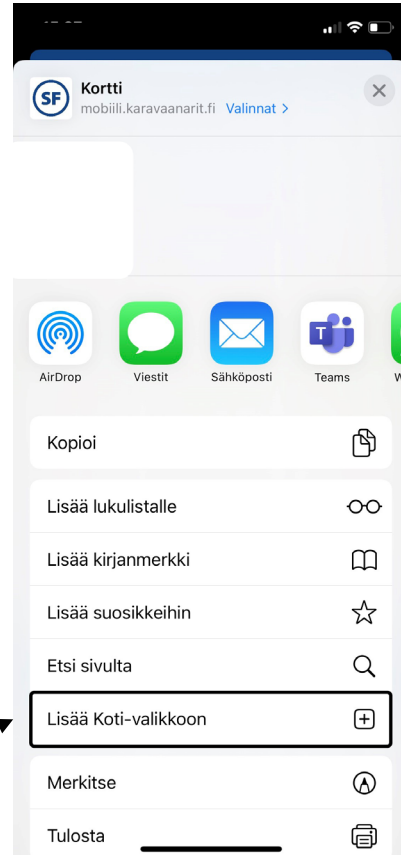 SF
Kortti
mobiili.karavaanarit.fi Valinnat >
AirDrop Viestit Sähköposti Teams
Kopioi
Lisää lukulistalle
Lisää kirjanmerkki
Lisää suosikkeihin
Etsi sivulta
Lisää Koti-valikkoon
Merkitse
Tulosta